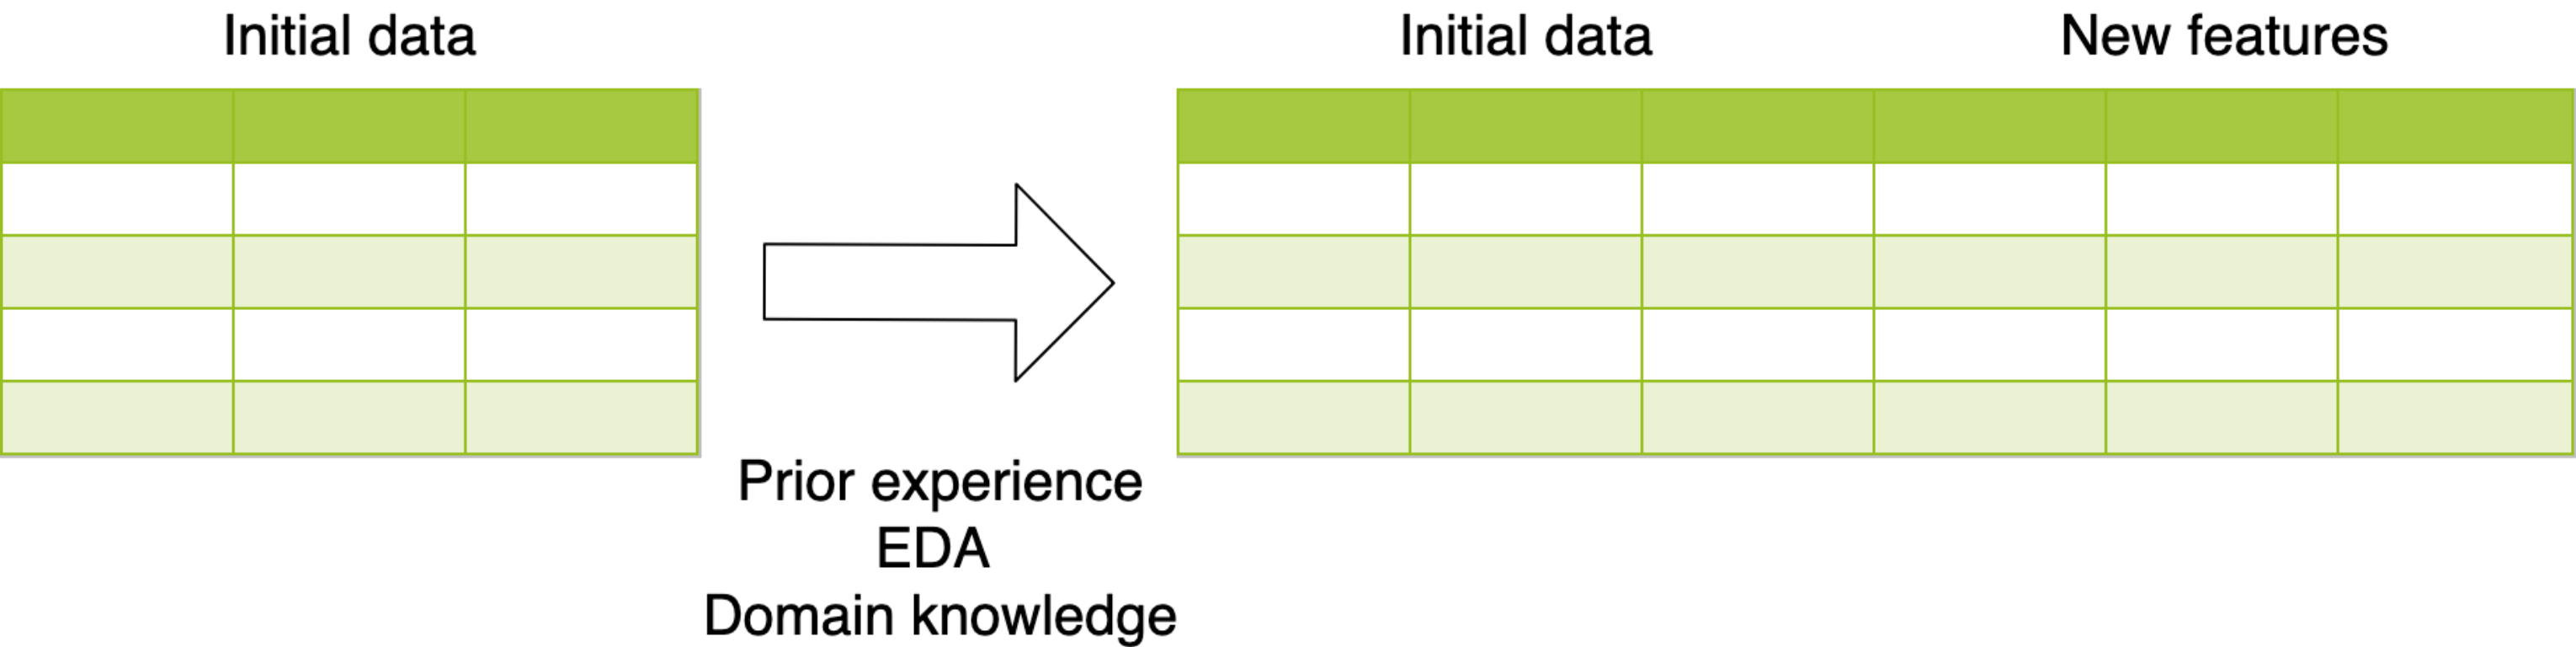 Initial data
Initial data
New features
Prior experience
EDA
Domain knowledge